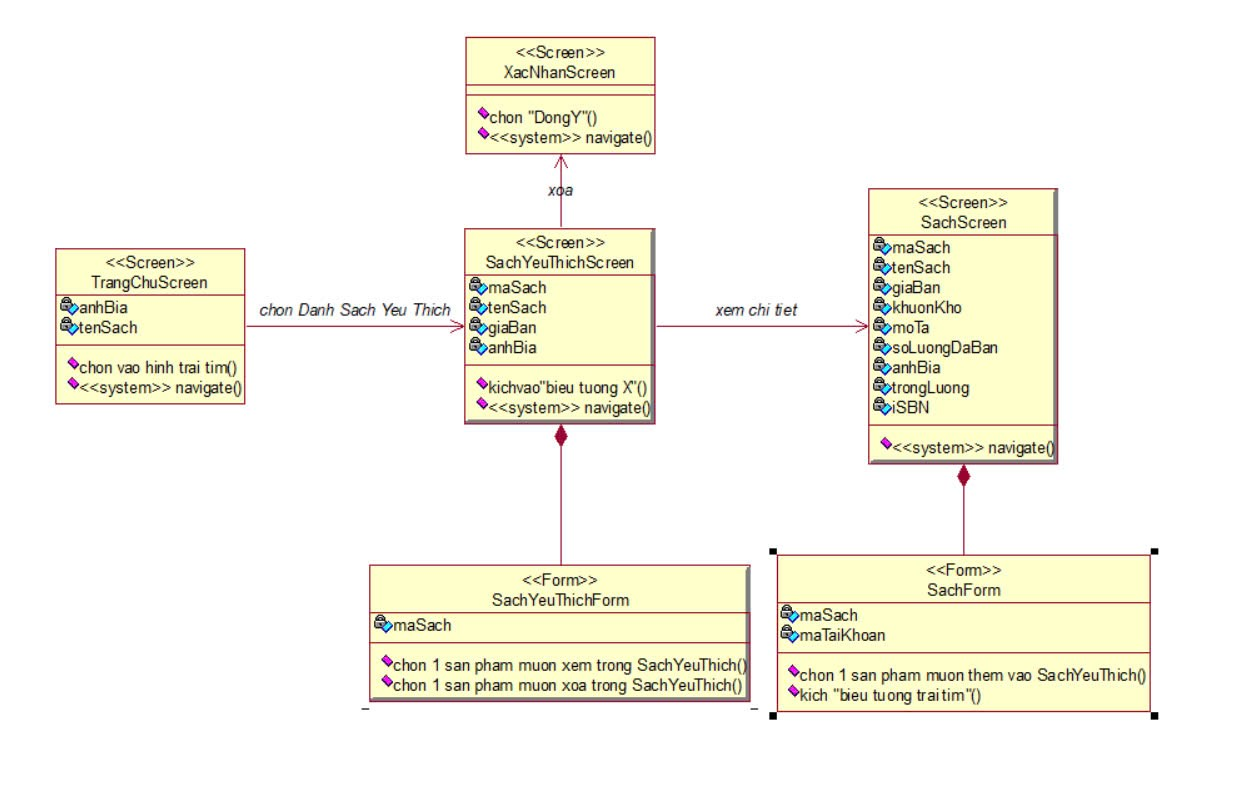 <<Screen>>
XacNhanScreen
chon "DongY"()
<<system>> navigate()
xoa
<<Screen>>
TrangChuScreen
anhBia
tenSach
chon vao hinh trai tim()
<<system>> navigate()
chon Danh Sach Yeu Thich
<<Screen>>
SachYeuThichScreen
maSach
tenSach
giaBan
anhBia
kichvao"bieu tuong X"()
<<system>> navigate()
xem chi tiet
<<Screen>>
SachScreen
maSach
tenSach
giaBan
khuonKho
moTa
soLuongDaBan
anhBia
trongLuong
iSBN
<<system>> navigate()
<<Form>>
SachYeuThichForm
maSach
chon 1 san pham muon xem trong SachYeuThich()
chon 1 san pham muon xoa trong SachYeuThich()
<<Form>>
SachForm
maSach
maTaiKhoan
chon 1 san pham muon them vao SachYeuThich()
kich "bieu tuong trai tim"()